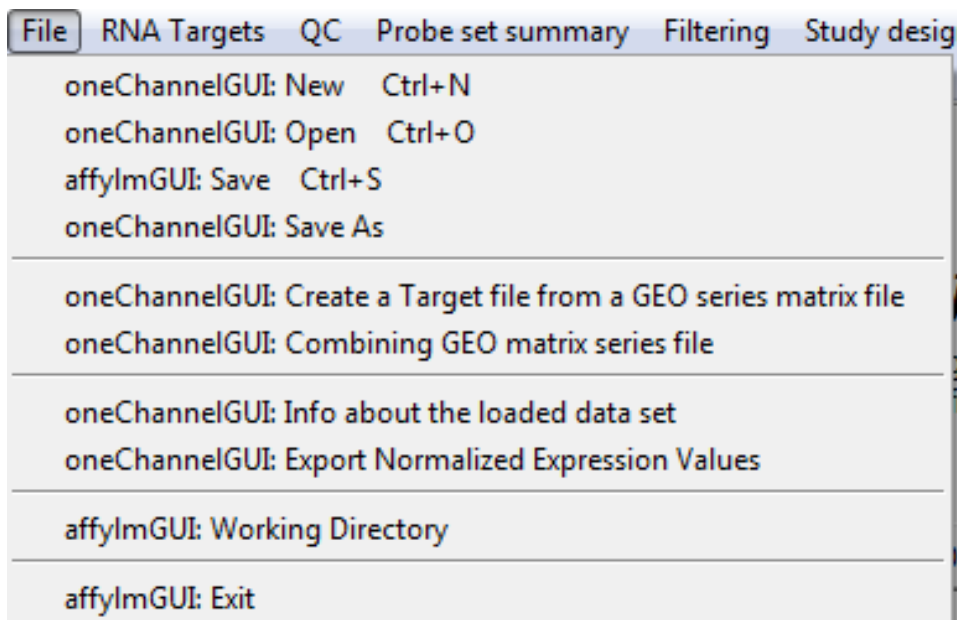 File RNA Targets QC Probe set summary Filtering Study desig
oneChannelGUI: New Ctrl+N
oneChannelGUI: Open Ctrl+O
affylmGUI: Save Ctrl+S
oneChannelGUI: Save As
oneChannelGUI: Create a Target file from a GEO series matrix file
oneChannelGUI: Combining GEO matrix series file
oneChannelGUI: Info about the loaded data set
oneChannelGUI: Export Normalized Expression Values
affylmGUI: Working Directory
affylmGUI: Exit